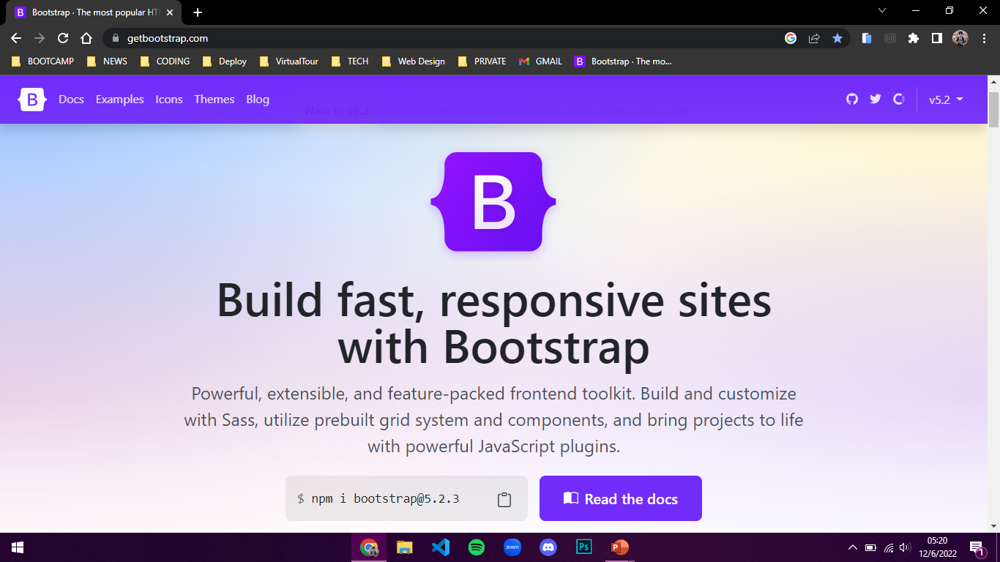 Bootstrap · The most popular HT
getbootstrap.com
BOOTCAMP NEWS CODING Deploy VirtualTour TECH Web Design PRIVATE GMAIL Bootstrap · The mo...
B Docs Examples Icons Themes Blog v5.2
New in v5.2
B
Build fast, responsive sites
with Bootstrap
Powerful, extensible, and feature-packed frontend toolkit. Build and customize
with Sass, utilize prebuilt grid system and components, and bring projects to life
with powerful JavaScript plugins.
$ npm i bootstrap@5.2.3 Read the docs
zoom Ps P
05:20
12/6/2022
1